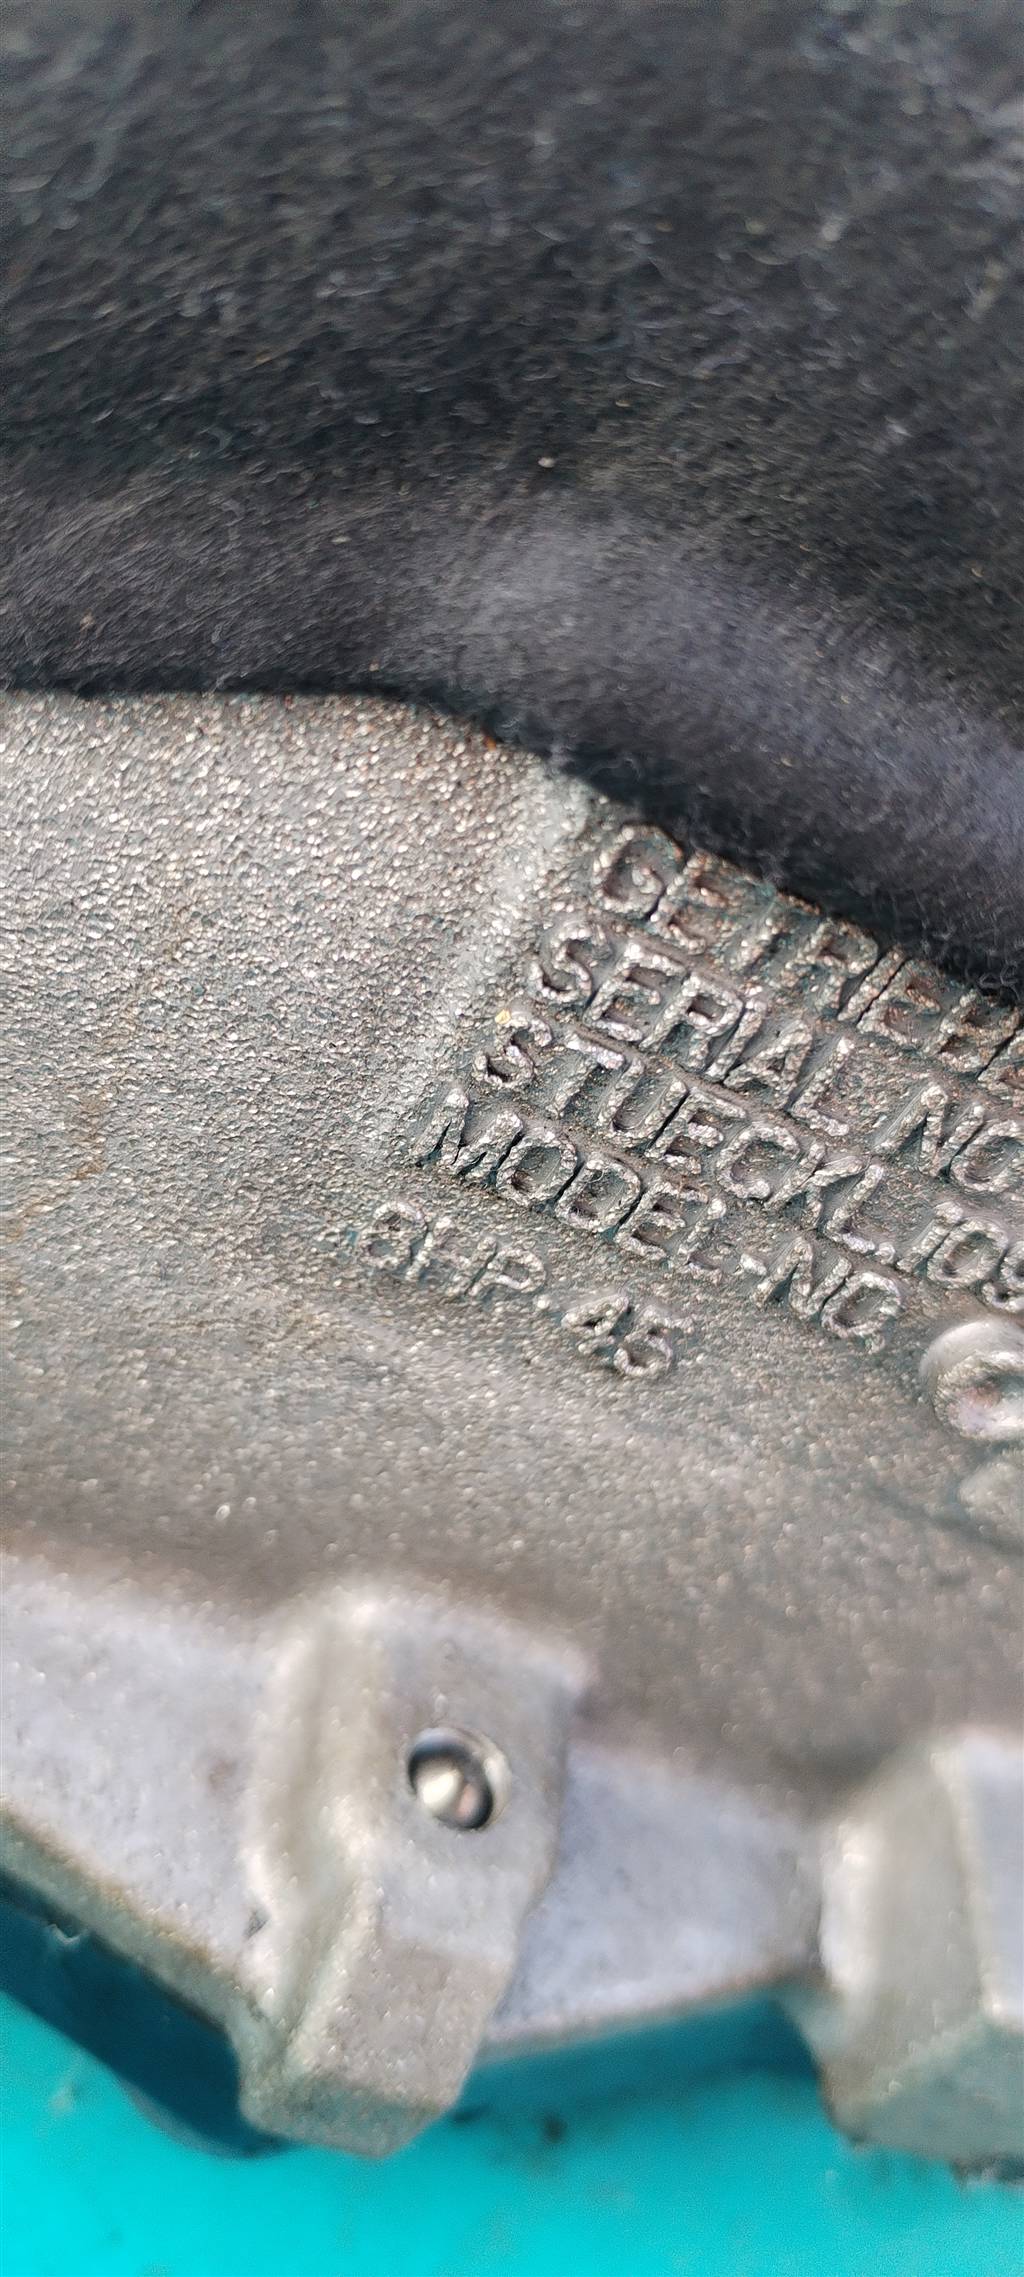 GETRIEBE
SERIAL NO
STUECKL.109
MODEL-NO
8HP.45